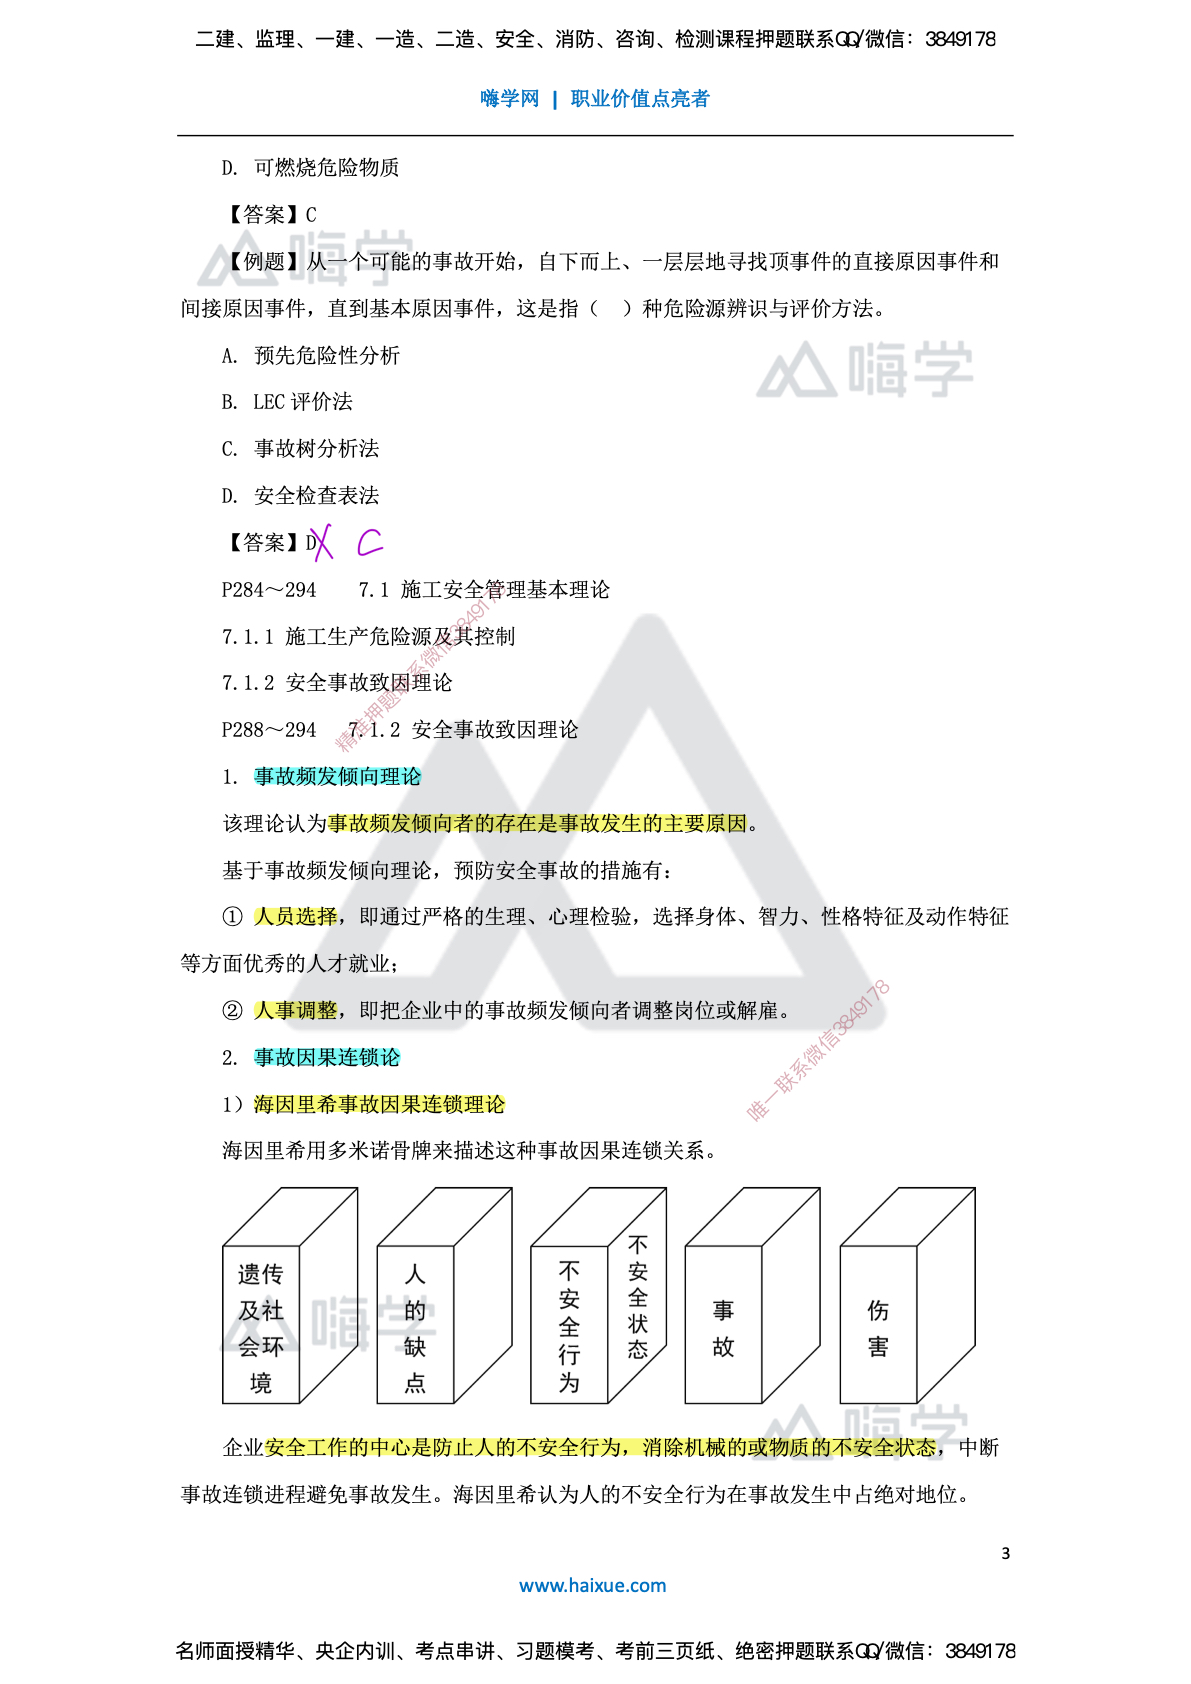 二建、监理、一建、一造、二造、安全、消防、咨询、检测课程押题联系QQ/微信：3849178
嗨学网 | 职业价值点亮者
D. 可燃烧危险物质
【答案】C
嗨学
【例题】从一个可能的事故开始，自下而上、一层层地寻找顶事件的直接原因事件和
间接原因事件，直到基本原因事件，这是指（ ）种危险源辨识与评价方法。
A. 预先危险性分析
嗨学
B. LEC 评价法
C. 事故树分析法
D. 安全检查表法
【答案】D X C
P284～294 7.1 施工安全管理基本理论
7.1.1 施工生产危险源及其控制
7.1.2 安全事故致因理论
精准押题联系微信3849178
P288～294 7.1.2 安全事故致因理论
1. 事故频发倾向理论
该理论认为事故频发倾向者的存在是事故发生的主要原因。
基于事故频发倾向理论，预防安全事故的措施有：
① 人员选择，即通过严格的生理、心理检验，选择身体、智力、性格特征及动作特征
等方面优秀的人才就业；
② 人事调整，即把企业中的事故频发倾向者调整岗位或解雇。
2. 事故因果连锁论
唯一联系微信3849178
1）海因里希事故因果连锁理论
海因里希用多米诺骨牌来描述这种事故因果连锁关系。
遗传
及社
会环
境
人的缺点
不安全行为
不安全状态
事故
伤害
嗨学
嗨学
企业安全工作的中心是防止人的不安全行为，消除机械的或物质的不安全状态，中断
事故连锁进程避免事故发生。海因里希认为人的不安全行为在事故发生中占绝对地位。
3
www.haixue.com
名师面授精华、央企内训、考点串讲、习题模考、考前三页纸、绝密押题联系QQ/微信：3849178